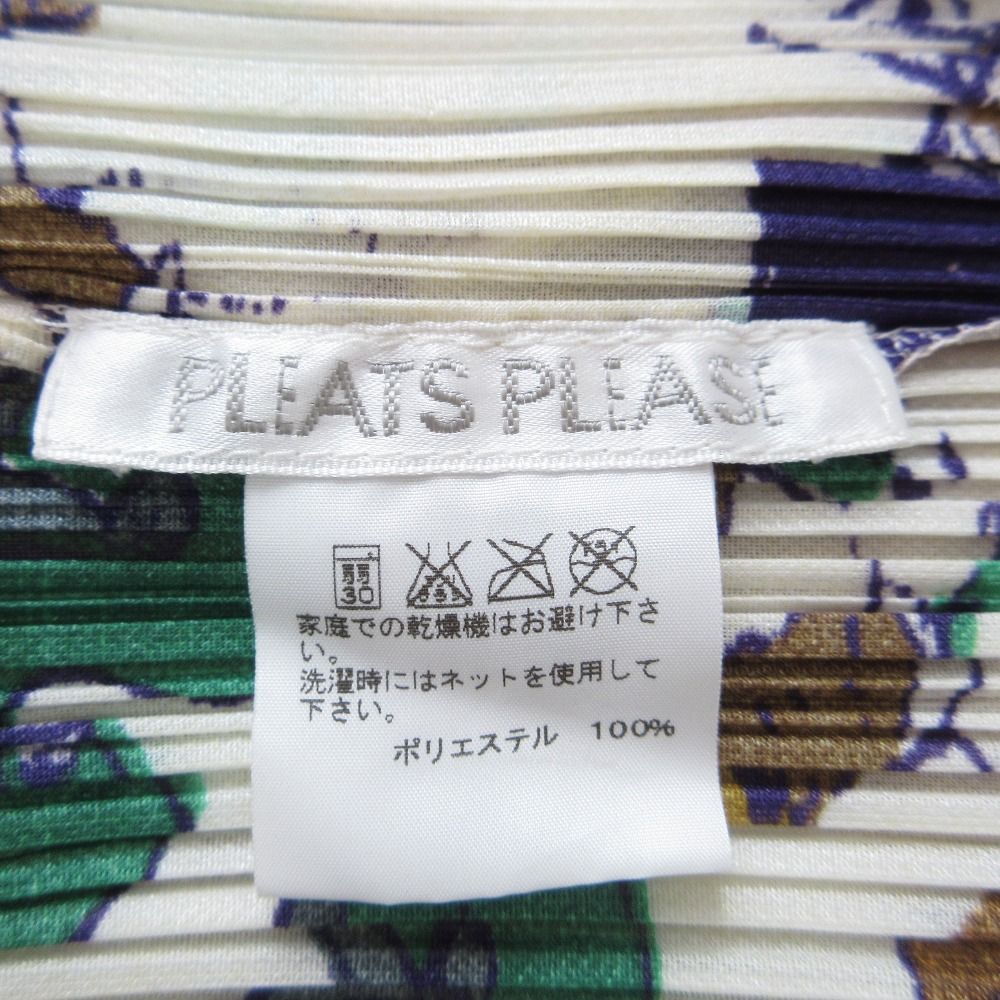 PLEATS PLEASE
弱
30
家庭での乾燥機はお避け下さ
い。
洗濯時にはネットを使用して
下さい。
ポリエステル 100%